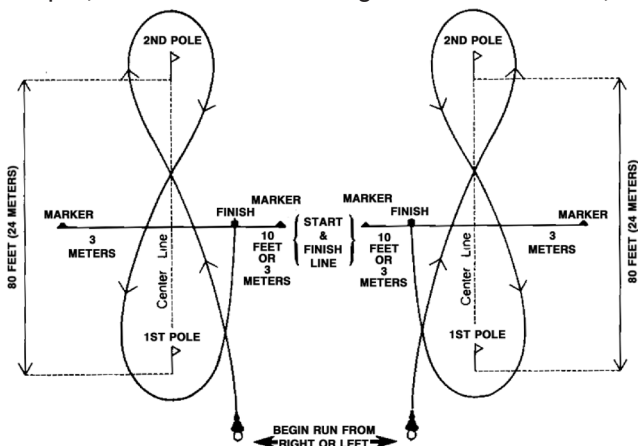 2ND POLE
2ND POLE
80 FEET (24 METERS)
MARKER
3
METERS
FINISH
MARKER
10
FEET
OR
3
METERS
START
&
FINISH
LINE
MARKER
10
FEET
OR
3
METERS
FINISH
MARKER
3
METERS
80 FEET (24 METERS)
Center Line
Center Line
1ST POLE
1ST POLE
BEGIN RUN FROM
RIGHT OR LEFT